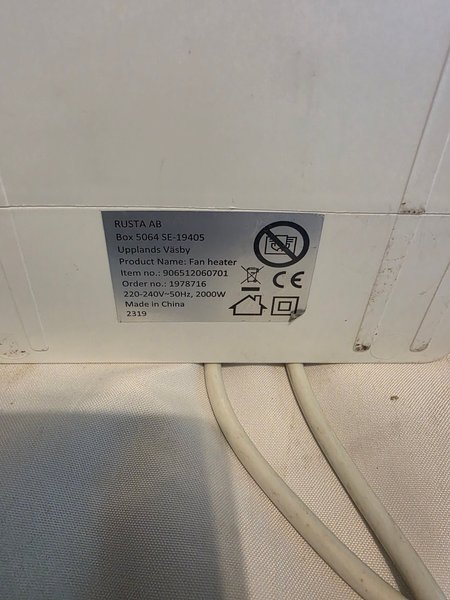 RUSTA AB
Box 5064 SE-19405
Upplands Väsby
Product Name: Fan heater
Item no.: 906512060701
Order no.: 1978716
220-240V~50Hz, 2000W
Made in China
2319
CE